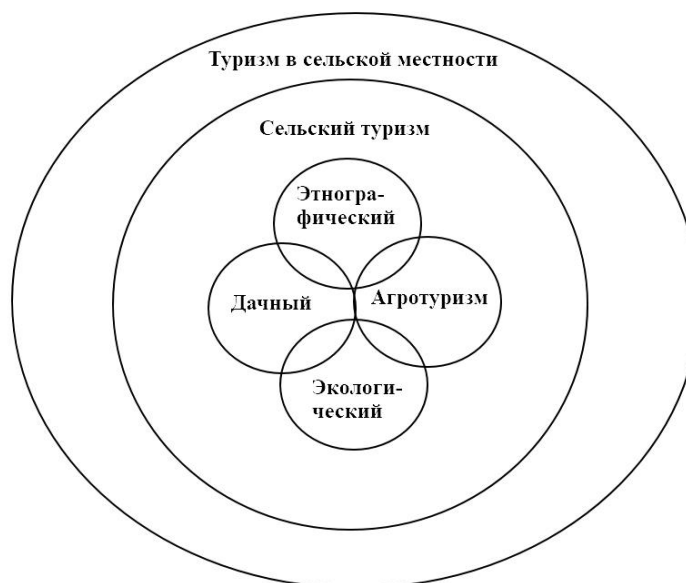 Туризм в сельской местности
Сельский туризм
Этногра-
фический
Дачный
Агротуризм
Экологи-
ческий